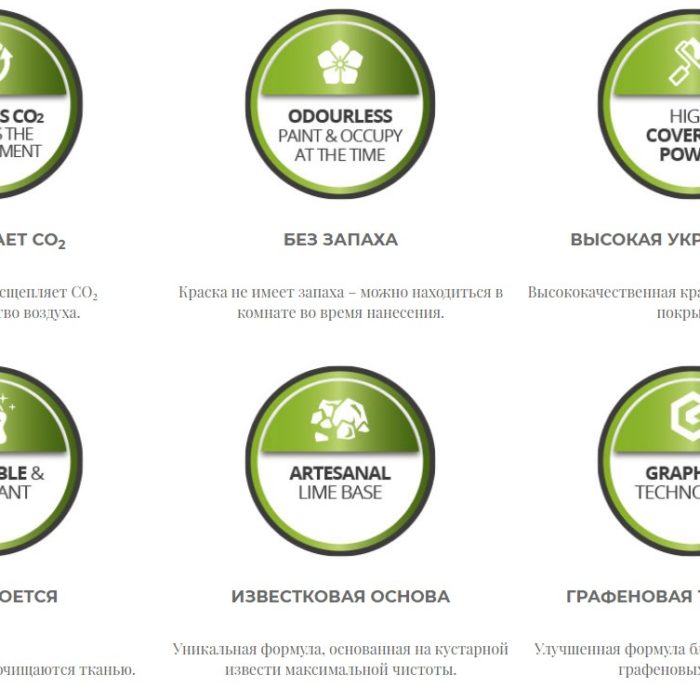 S CO₂
S THE
MENT
ODOURLESS
PAINT & OCCUPY
AT THE TIME
HIG
COVER
POW
АЕТ CO₂
БЕЗ ЗАПАХА
ВЫСОКАЯ УКР
сщепляет CO₂
тво воздуха.
Краска не имеет запаха – можно находиться в
комнате во время нанесения.
Высококачественная кра
покры
BLE &
ANT
ARTESANAL
LIME BASE
GRAPH
TECHNO
ОЕТСЯ
ИЗВЕСТКОВАЯ ОСНОВА
ГРАФЕНОВАЯ Т
очищаются тканью.
Уникальная формула, основанная на кустарной
извести максимальной чистоты.
Улучшенная формула бл
графеновых